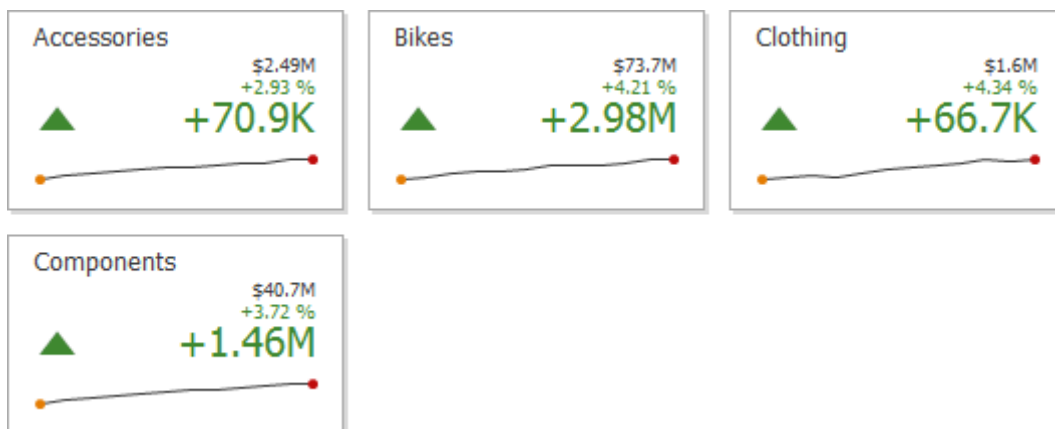 Accessories
$2.49M
+2.93 %
+70.9K
Bikes
$73.7M
+4.21 %
+2.98M
Clothing
$1.6M
+4.34 %
+66.7K
Components
$40.7M
+3.72 %
+1.46M